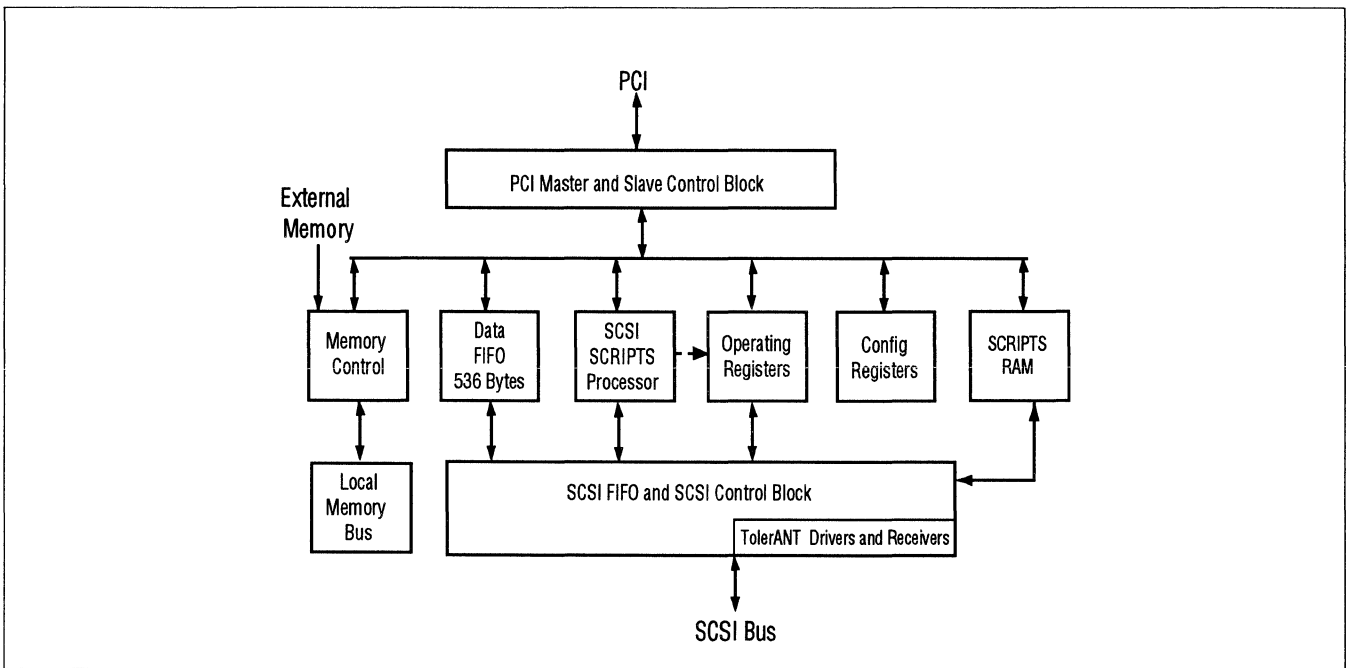 PCI
PCI Master and Slave Control Block
External
Memory
Memory
Control
Data
FIFO
536 Bytes
SCSI
SCRIPTS
Processor
Operating
Registers
Config
Registers
SCRIPTS
RAM
Local
Memory
Bus
SCSI FIFO and SCSI Control Block
TolerANT Drivers and Receivers
SCSI Bus